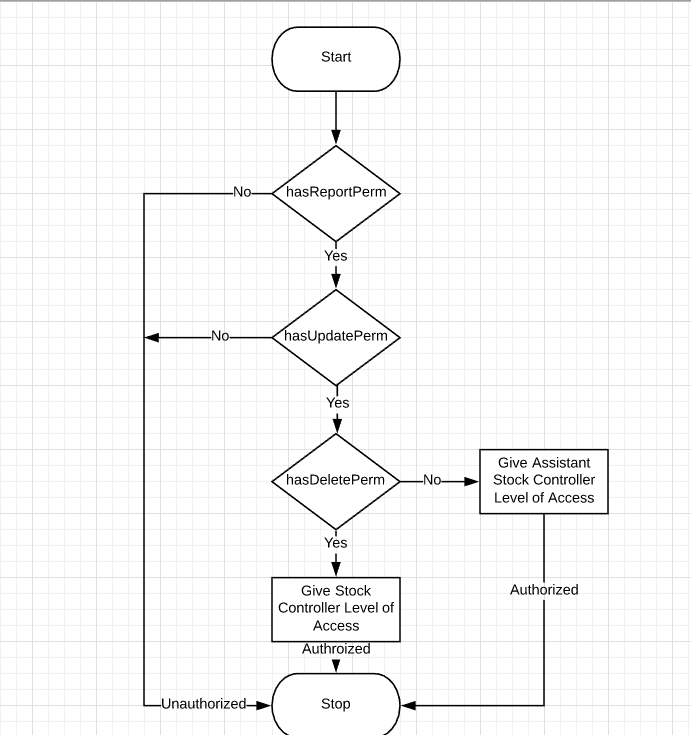 Start
hasReportPerm
No
Yes
hasUpdatePerm
No
Yes
hasDeletePerm
No
Give Assistant
Stock Controller
Level of Access
Yes
Give Stock
Controller Level of
Access
Authorized
Authroized
Unauthorized
Stop